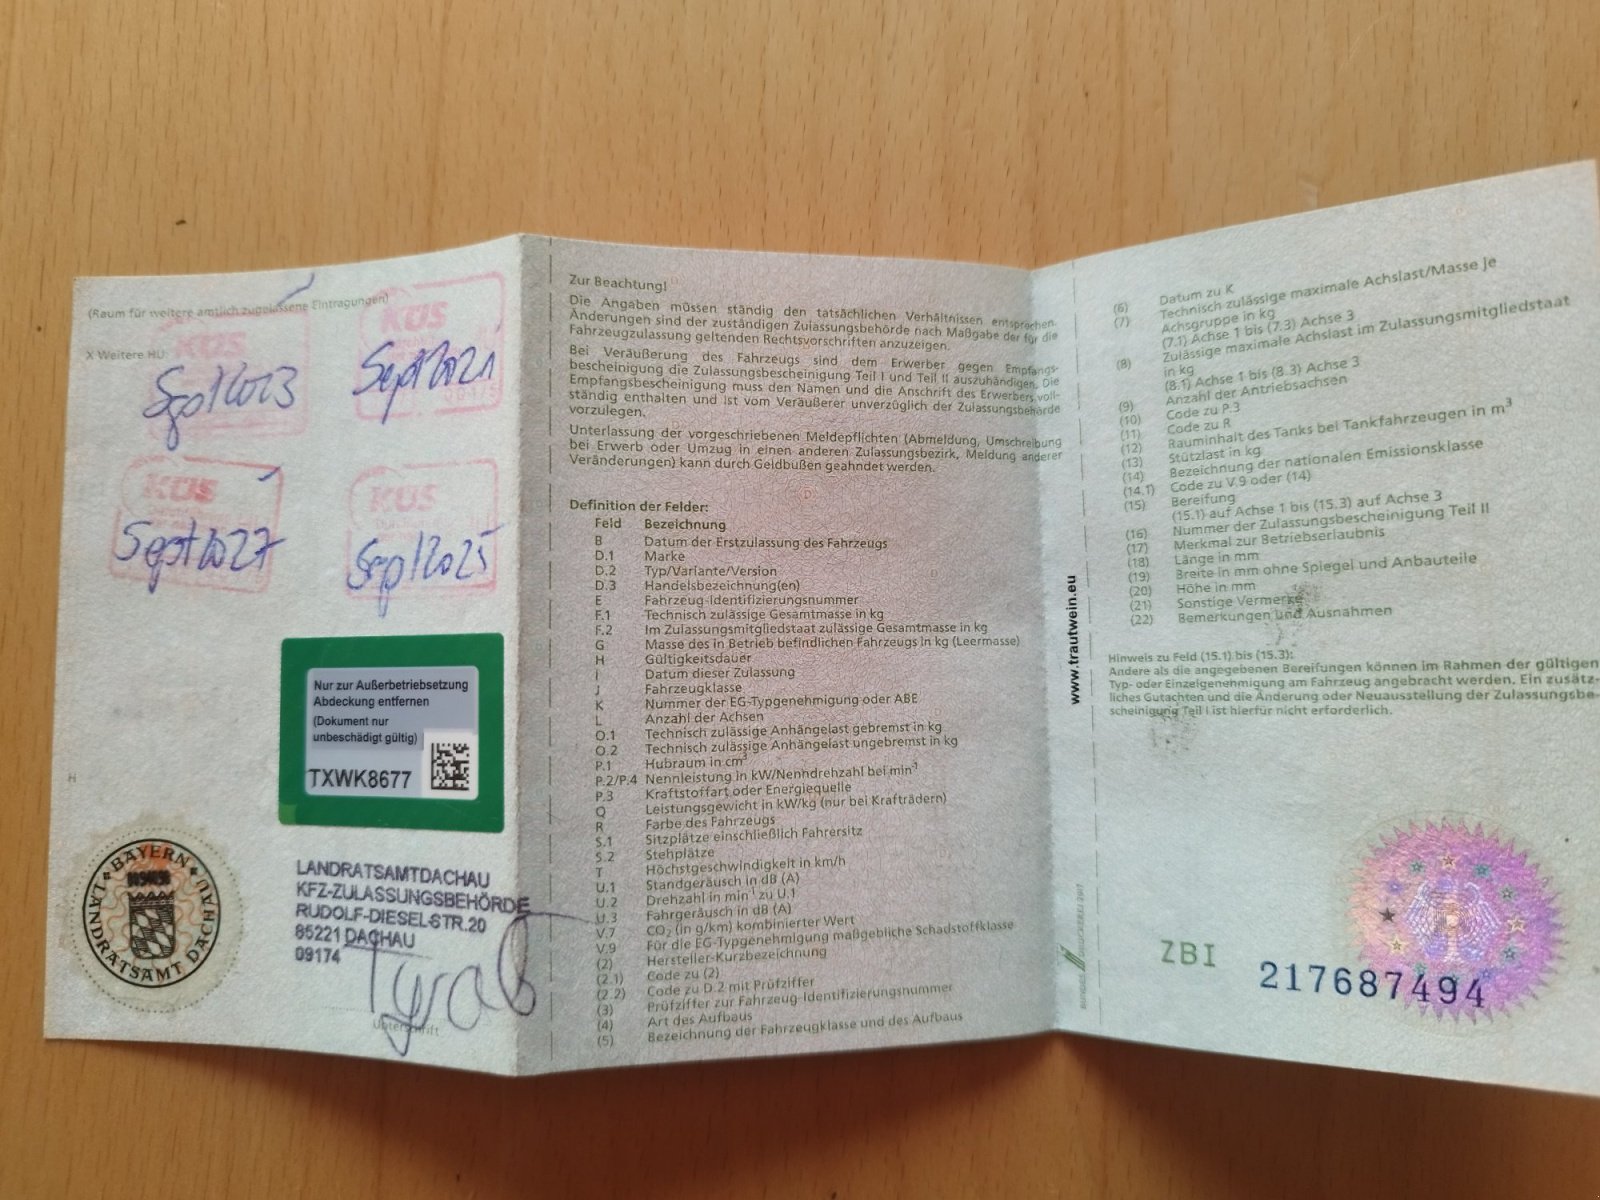 (Raum für weitere amtlich zugelassene Eintragungen)
X Weitere HU:
KÜS
KÜS
Sept 2023
Sept 2021
KÜS
KÜS
Sept 2027
Sept 2025
Nur zur Außerbetriebsetzung
Abdeckung entfernen
(Dokument nur
unbeschädigt gültig)
TXWK8677
H
BAYERN
LANDRATSAMT DACHAU
LANDRATSAMTDACHAU
KFZ-ZULASSUNGSBEHÖRDE
RUDOLF-DIESEL-STR.20
85221 DACHAU
09174
Unterschrift
Zur Beachtung!
Die Angaben müssen ständig den tatsächlichen Verhältnissen entsprechen.
Änderungen sind der zuständigen Zulassungsbehörde nach Maßgabe der für die
Fahrzeugzulassung geltenden Rechtsvorschriften anzuzeigen.
Bei Veräußerung des Fahrzeugs sind dem Erwerber gegen Empfangs-
bescheinigung die Zulassungsbescheinigung Teil I und Teil II auszuhändigen. Die
Empfangsbescheinigung muss den Namen und die Anschrift des Erwerbers voll-
ständig enthalten und ist vom Veräußerer unverzüglich der Zulassungsbehörde
vorzulegen.
Unterlassung der vorgeschriebenen Meldepflichten (Abmeldung, Umschreibung
bei Erwerb oder Umzug in einen anderen Zulassungsbezirk, Meldung anderer
Veränderungen) kann durch Geldbußen geahndet werden.
Definition der Felder:
Feld Bezeichnung
B Datum der Erstzulassung des Fahrzeugs
D.1 Marke
D.2 Typ/Variante/Version
D.3 Handelsbezeichnung(en)
E Fahrzeug-Identifizierungsnummer
F.1 Technisch zulässige Gesamtmasse in kg
F.2 Im Zulassungsmitgliedstaat zulässige Gesamtmasse in kg
G Masse des in Betrieb befindlichen Fahrzeugs in kg (Leermasse)
H Gültigkeitsdauer
I Datum dieser Zulassung
J Fahrzeugklasse
K Nummer der EG-Typgenehmigung oder ABE
L Anzahl der Achsen
O.1 Technisch zulässige Anhängelast gebremst in kg
O.2 Technisch zulässige Anhängelast ungebremst in kg
P.1 Hubraum in cm³
P.2/P.4 Nennleistung in kW/Nenndrehzahl bei min⁻¹
P.3 Kraftstoffart oder Energiequelle
Q Leistungsgewicht in kW/kg (nur bei Krafträdern)
R Farbe des Fahrzeugs
S.1 Sitzplätze einschließlich Fahrersitz
S.2 Stehplätze
T Höchstgeschwindigkeit in km/h
U.1 Standgeräusch in dB (A)
U.2 Drehzahl in min⁻¹ zu U.1
U.3 Fahrgeräusch in dB (A)
V.7 CO₂ (in g/km) kombinierter Wert
V.9 Für die EG-Typgenehmigung maßgebliche Schadstoffklasse
(2) Hersteller-Kurzbezeichnung
(2.1) Code zu (2)
(2.2) Code zu D.2 mit Prüfziffer
(3) Prüfziffer zur Fahrzeug-Identifizierungsnummer
(4) Art des Aufbaus
(5) Bezeichnung der Fahrzeugklasse und des Aufbaus
www.trautwein.eu
(6) Datum zu K
(7) Technisch zulässige maximale Achslast/Masse je
Achsgruppe in kg
(7.1) Achse 1 bis (7.3) Achse 3
(8) Zulässige maximale Achslast im Zulassungsmitgliedstaat
in kg
(8.1) Achse 1 bis (8.3) Achse 3
(9) Anzahl der Antriebsachsen
(10) Code zu P.3
(11) Code zu R
(12) Rauminhalt des Tanks bei Tankfahrzeugen in m³
(13) Stützlast in kg
(14) Bezeichnung der nationalen Emissionsklasse
(14.1) Code zu V.9 oder (14)
(15) Bereifung
(15.1) auf Achse 1 bis (15.3) auf Achse 3
(16) Nummer der Zulassungsbescheinigung Teil II
(17) Merkmal zur Betriebserlaubnis
(18) Länge in mm
(19) Breite in mm ohne Spiegel und Anbauteile
(20) Höhe in mm
(21) Sonstige Vermerke
(22) Bemerkungen und Ausnahmen
Hinweis zu Feld (15.1) bis (15.3):
Andere als die angegebenen Bereifungen können im Rahmen der gültigen
Typ- oder Einzelgenehmigung am Fahrzeug angebracht werden. Ein zusätz-
liches Gutachten und die Änderung oder Neuausstellung der Zulassungsbe-
scheinigung Teil I ist hierfür nicht erforderlich.
ZBI
217687494